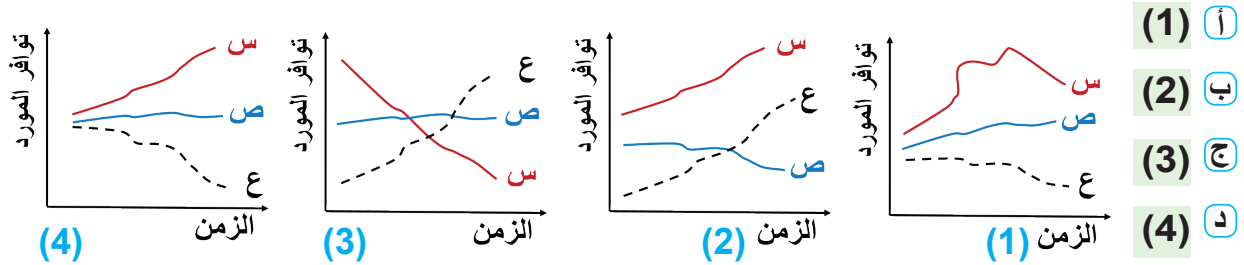 أ (1)
ب (2)
ج (3)
د (4)
توافر المورد
س
ص
ع
الزمن
(1)
توافر المورد
س
ع
ص
الزمن
(2)
توافر المورد
ع
ص
س
الزمن
(3)
توافر المورد
س
ص
ع
الزمن
(4)